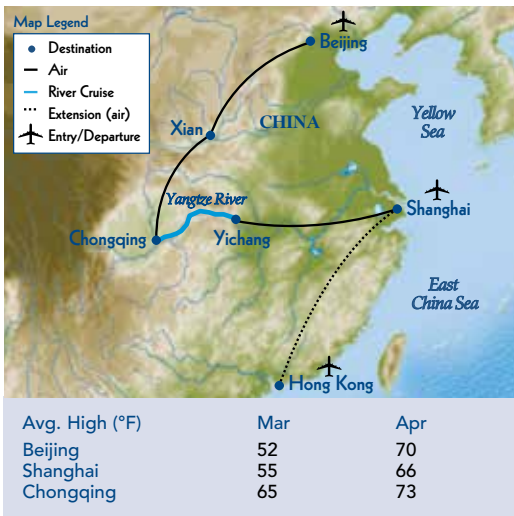 Map Legend
Destination
Air
River Cruise
Extension (air)
Entry/Departure
Beijing
Xian
CHINA
Yellow
Sea
Yangtze River
Shanghai
Chongqing
Yichang
East
China Sea
Hong Kong
Avg. High (°F) Mar Apr
Beijing 52 70
Shanghai 55 66
Chongqing 65 73